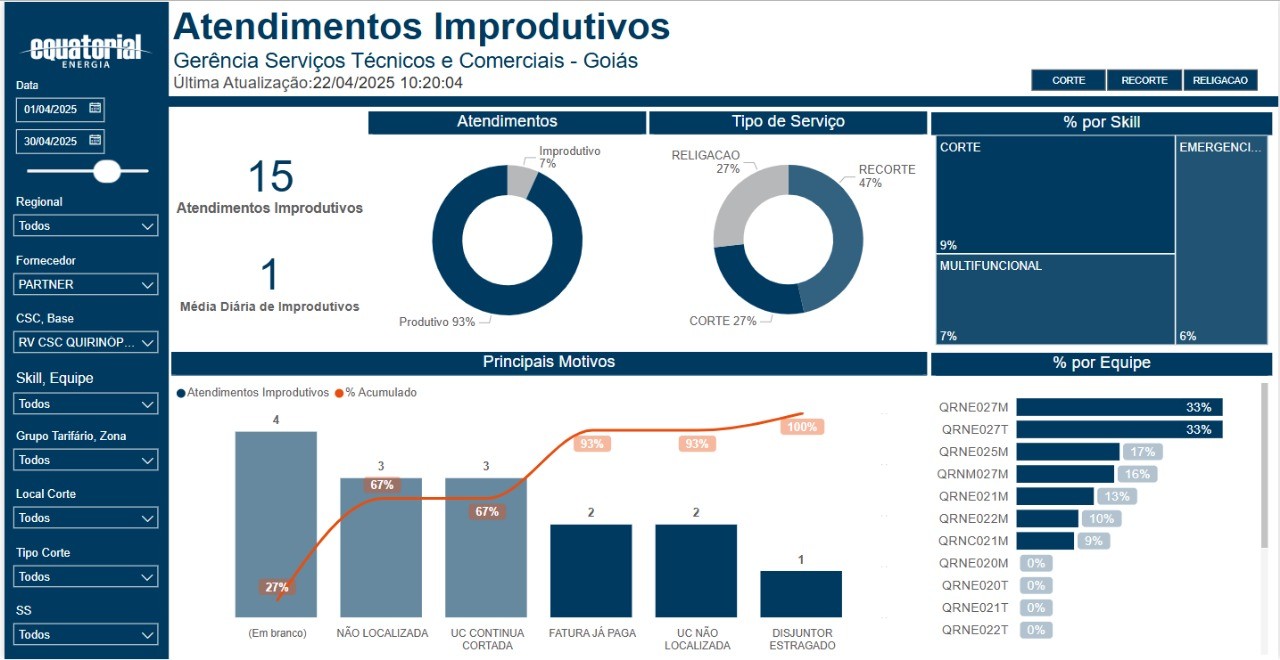 Atendimentos Improdutivos
Gerência Serviços Técnicos e Comerciais - Goiás
Última Atualização:22/04/2025 10:20:04
CORTE
RECORTE
RELIGACAO
equatorial
ENERGIA
Data
01/04/2025
30/04/2025
Regional
Todos
Fornecedor
PARTNER
CSC, Base
RV CSC QUIRINOP...
Skill, Equipe
Todos
Grupo Tarifário, Zona
Todos
Local Corte
Todos
Tipo Corte
Todos
SS
Todos
15
Atendimentos Improdutivos
1
Média Diária de Improdutivos
Atendimentos
Improdutivo
7%
Produtivo 93%
Tipo de Serviço
RELIGACAO
27%
RECORTE
47%
CORTE 27%
% por Skill
CORTE
9%
MULTIFUNCIONAL
7%
EMERGENCI...
6%
Principais Motivos
Atendimentos Improdutivos
% Acumulado
4
3
3
2
2
1
27%
67%
67%
93%
93%
100%
(Em branco)
NÃO LOCALIZADA
UC CONTINUA
CORTADA
FATURA JÁ PAGA
UC NÃO
LOCALIZADA
DISJUNTOR
ESTRAGADO
% por Equipe
QRNE027M 33%
QRNE027T 33%
QRNE025M 17%
QRNM027M 16%
QRNE021M 13%
QRNE022M 10%
QRNC021M 9%
QRNE020M 0%
QRNE020T 0%
QRNE021T 0%
QRNE022T 0%